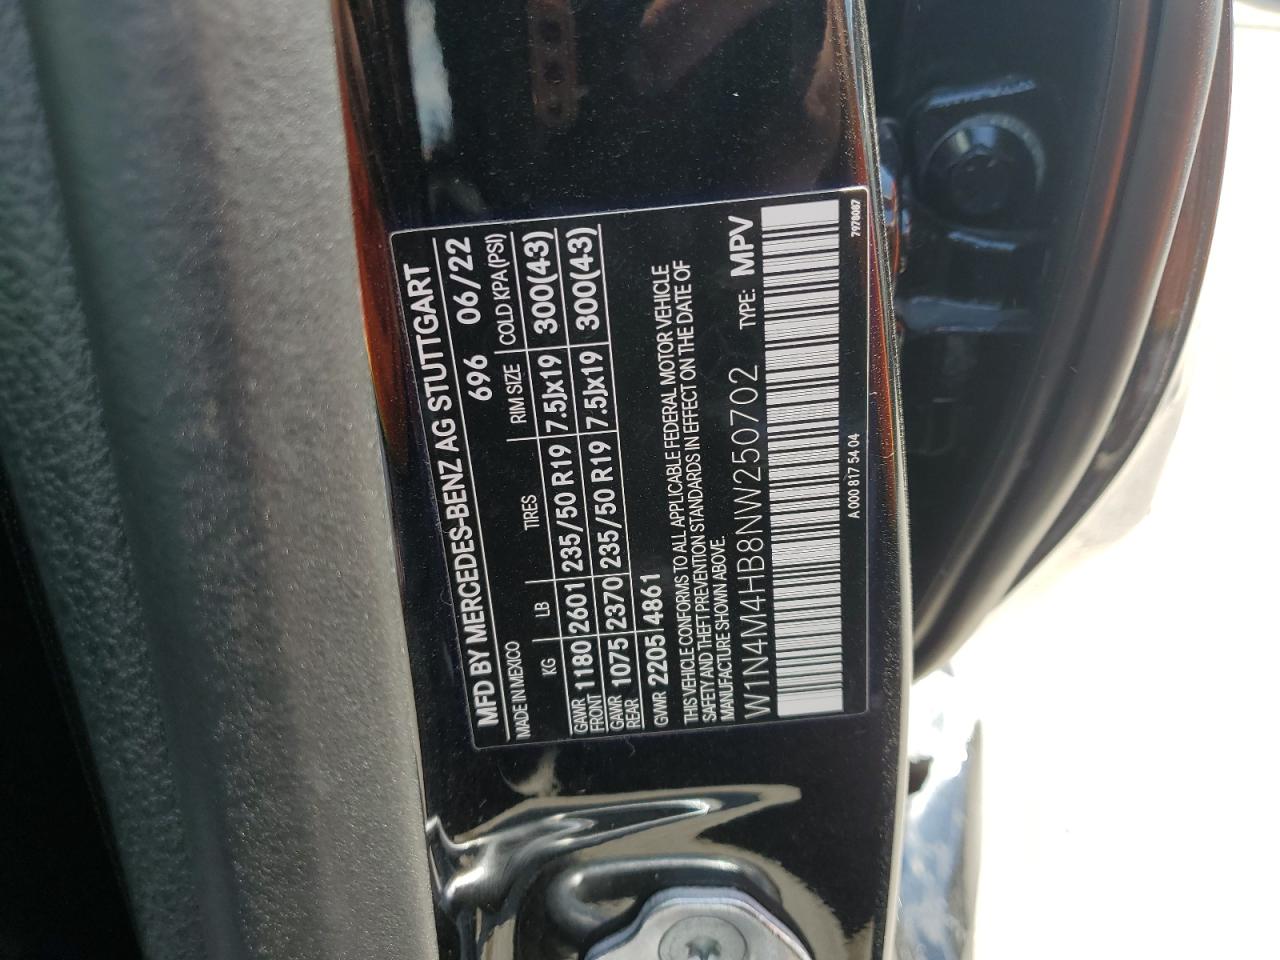 MFD BY MERCEDES-BENZ AG STUTTGART
MADE IN MEXICO 696 06/22
KG LB TIRES RIM SIZE COLD KPA (PSI)
GAWR FRONT 1180 2601 235/50 R19 7.5Jx19 300(43)
GAWR REAR 1075 2370 235/50 R19 7.5Jx19 300(43)
GVWR 2205 4861
THIS VEHICLE CONFORMS TO ALL APPLICABLE FEDERAL MOTOR VEHICLE
SAFETY AND THEFT PREVENTION STANDARDS IN EFFECT ON THE DATE OF
MANUFACTURE SHOWN ABOVE.
W1N4M4HB8NW250702 TYPE: MPV
A 000 817 54 04 7978087